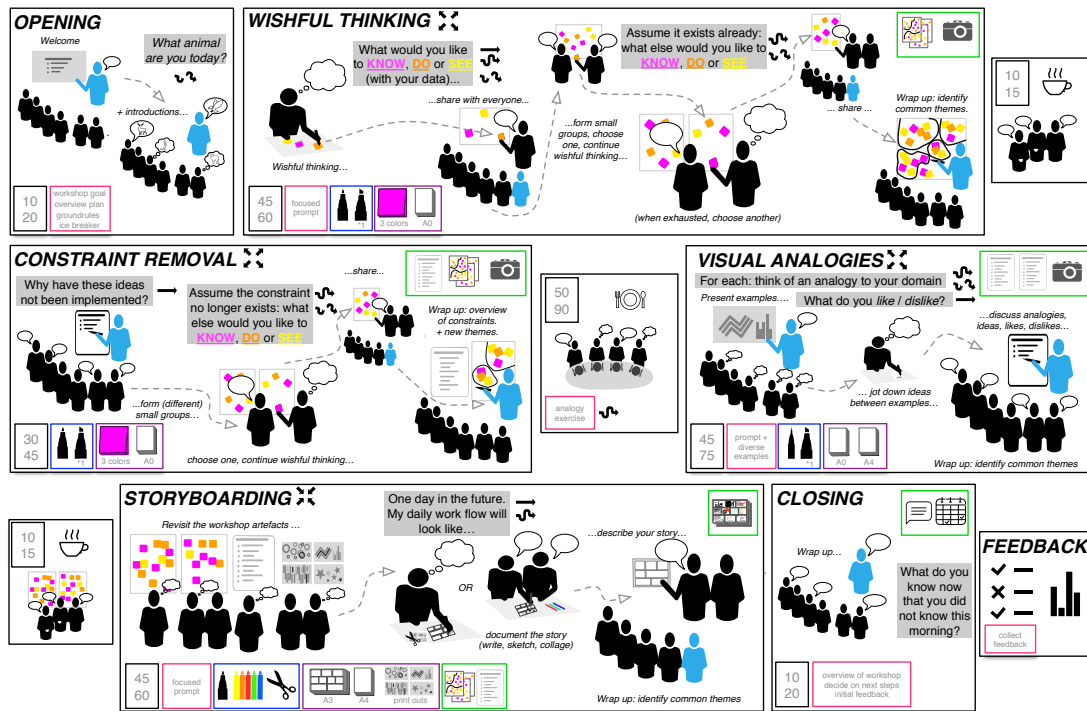 OPENING
Welcome
What animal
are you today?
+ introductions…
10
20
workshop goal
overview plan
groundrules
ice breaker
WISHFUL THINKING
What would you like
to KNOW, DO or SEE
(with your data)...
Wishful thinking…
...share with everyone...
...form small
groups, choose
one, continue
wishful thinking…
Assume it exists already:
what else would you like to
KNOW, DO or SEE
(when exhausted, choose another)
... share ...
Wrap up: identify
common themes.
45
60
focused
prompt
*1
3 colors
A0
10
15
CONSTRAINT REMOVAL
Why have these ideas
not been implemented?
Assume the constraint
no longer exists: what
else would you like to
KNOW, DO or SEE
...share...
Wrap up: overview
of constraints.
+ new themes.
...form (different)
small groups...
choose one, continue wishful thinking…
30
45
*1
3 colors
A0
50
90
analogy
exercise
VISUAL ANALOGIES
For each: think of an analogy to your domain
Present examples….
What do you like / dislike?
...discuss analogies,
ideas, likes, dislikes…
... jot down ideas
between examples…
45
75
prompt +
diverse
examples
*1
A0
A4
Wrap up: identify common themes
10
15
STORYBOARDING
Revisit the workshop artefacts …
One day in the future.
My daily work flow will
look like…
OR
document the story
(write, sketch, collage)
...describe your story…
Wrap up: identify common themes
45
60
focused
prompt
A3
A4
print outs
CLOSING
Wrap up…
What do you
know now
that you did
not know this
morning?
10
20
overview of workshop
decide on next steps
initial feedback
FEEDBACK
collect
feedback